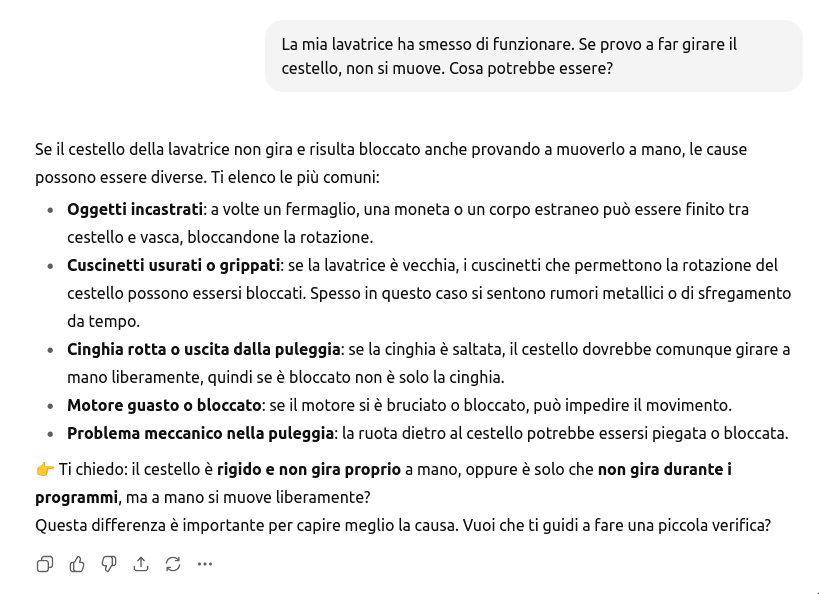 La mia lavatrice ha smesso di funzionare. Se provo a far girare il
cestello, non si muove. Cosa potrebbe essere?
Se il cestello della lavatrice non gira e risulta bloccato anche provando a muoverlo a mano, le cause
possono essere diverse. Ti elenco le più comuni:
• Oggetti incastrati: a volte un fermaglio, una moneta o un corpo estraneo può essere finito tra
cestello e vasca, bloccandone la rotazione.
• Cuscinetti usurati o grippati: se la lavatrice è vecchia, i cuscinetti che permettono la rotazione del
cestello possono essersi bloccati. Spesso in questo caso si sentono rumori metallici o di sfregamento
da tempo.
• Cinghia rotta o uscita dalla puleggia: se la cinghia è saltata, il cestello dovrebbe comunque girare a
mano liberamente, quindi se è bloccato non è solo la cinghia.
• Motore guasto o bloccato: se il motore si è bruciato o bloccato, può impedire il movimento.
• Problema meccanico nella puleggia: la ruota dietro al cestello potrebbe essersi piegata o bloccata.
👉 Ti chiedo: il cestello è rigido e non gira proprio a mano, oppure è solo che non gira durante i
programmi, ma a mano si muove liberamente?
Questa differenza è importante per capire meglio la causa. Vuoi che ti guidi a fare una piccola verifica?